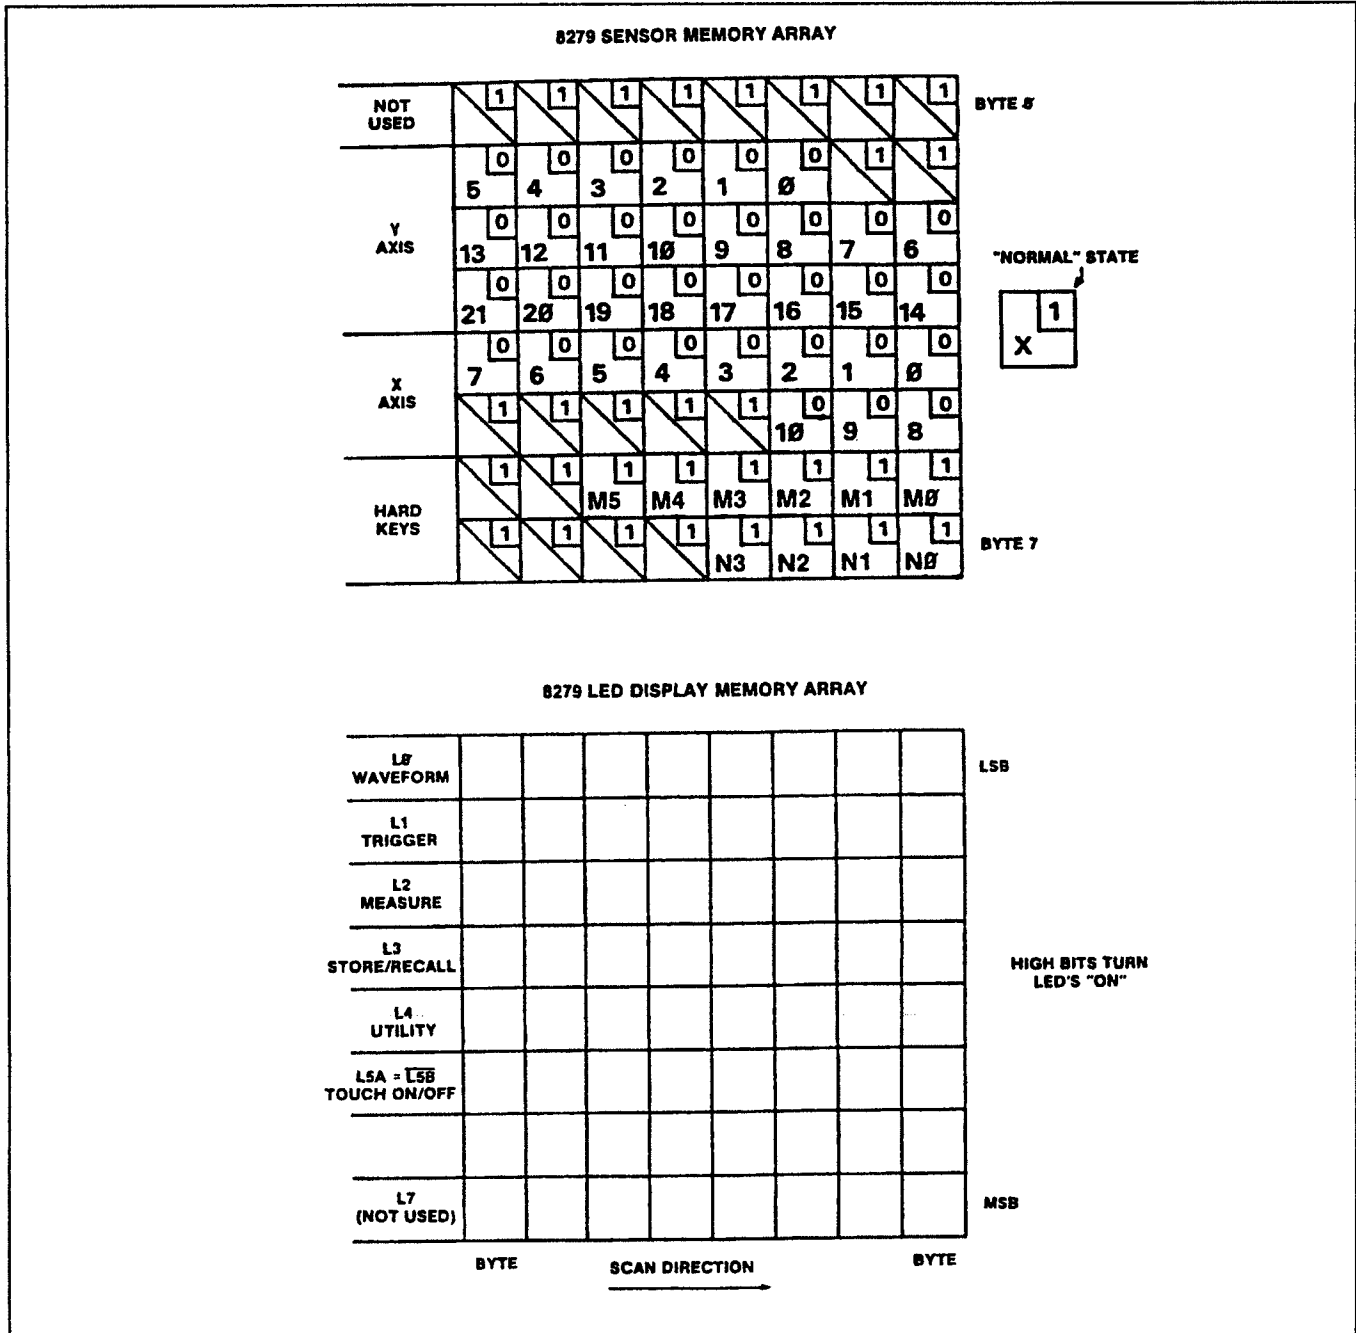 8279 SENSOR MEMORY ARRAY
NOT USED 1 1 1 1 1 1 1 1 BYTE Ø
Y AXIS
0 0 0 0 0 0 1 1
5 4 3 2 1 Ø
0 0 0 0 0 0 0 0
13 12 11 1Ø 9 8 7 6
0 0 0 0 0 0 0 0
21 2Ø 19 18 17 16 15 14
"NORMAL" STATE
1
X
X AXIS
0 0 0 0 0 0 0 0
7 6 5 4 3 2 1 Ø
1 1 1 1 1 0 0 0
1Ø 9 8
HARD KEYS
1 1 1 1 1 1 1 1
M5 M4 M3 M2 M1 MØ
1 1 1 1 1 1 1 1
N3 N2 N1 NØ
BYTE 7
8279 LED DISPLAY MEMORY ARRAY
LØ
WAVEFORM
LSB
L1
TRIGGER
L2
MEASURE
L3
STORE/RECALL
HIGH BITS TURN
LED'S "ON"
L4
UTILITY
L5A = L5B
TOUCH ON/OFF
L7
(NOT USED)
MSB
BYTE SCAN DIRECTION BYTE